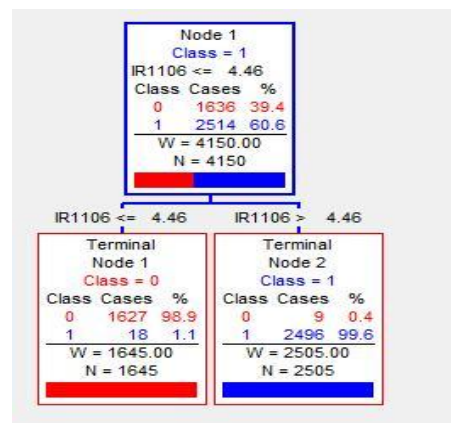 Node 1
Class = 1
IR1106 <= 4.46
Class Cases %
0 1636 39.4
1 2514 60.6
W = 4150.00
N = 4150
IR1106 <= 4.46
IR1106 > 4.46
Terminal
Node 1
Class = 0
Class Cases %
0 1627 98.9
1 18 1.1
W = 1645.00
N = 1645
Terminal
Node 2
Class = 1
Class Cases %
0 9 0.4
1 2496 99.6
W = 2505.00
N = 2505